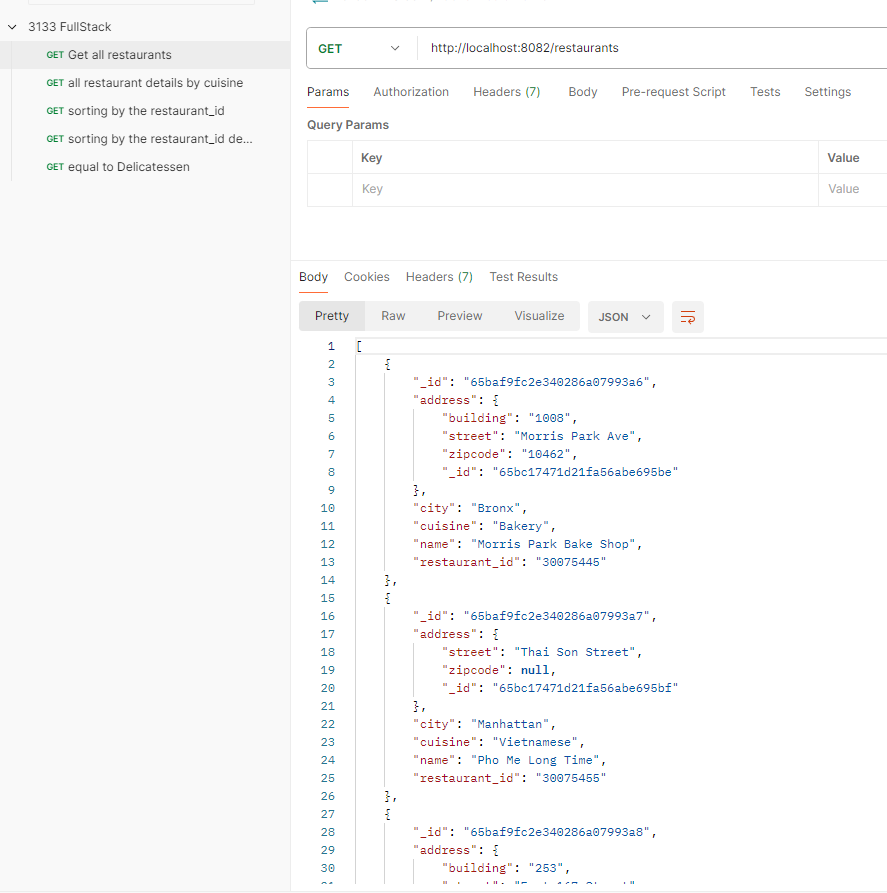 3133 FullStack
GET Get all restaurants
GET all restaurant details by cuisine
GET sorting by the restaurant_id
GET sorting by the restaurant_id de...
GET equal to Delicatessen
GET http://localhost:8082/restaurants
Params Authorization Headers (7) Body Pre-request Script Tests Settings
Query Params
Key Value
Key Value
Body Cookies Headers (7) Test Results
Pretty Raw Preview Visualize JSON
1 [
2 {
3 "_id": "65baf9fc2e340286a07993a6",
4 "address": {
5 "building": "1008",
6 "street": "Morris Park Ave",
7 "zipcode": "10462",
8 "_id": "65bc17471d21fa56abe695be"
9 },
10 "city": "Bronx",
11 "cuisine": "Bakery",
12 "name": "Morris Park Bake Shop",
13 "restaurant_id": "30075445"
14 },
15 {
16 "_id": "65baf9fc2e340286a07993a7",
17 "address": {
18 "street": "Thai Son Street",
19 "zipcode": null,
20 "_id": "65bc17471d21fa56abe695bf"
21 },
22 "city": "Manhattan",
23 "cuisine": "Vietnamese",
24 "name": "Pho Me Long Time",
25 "restaurant_id": "30075455"
26 },
27 {
28 "_id": "65baf9fc2e340286a07993a8",
29 "address": {
30 "building": "253",